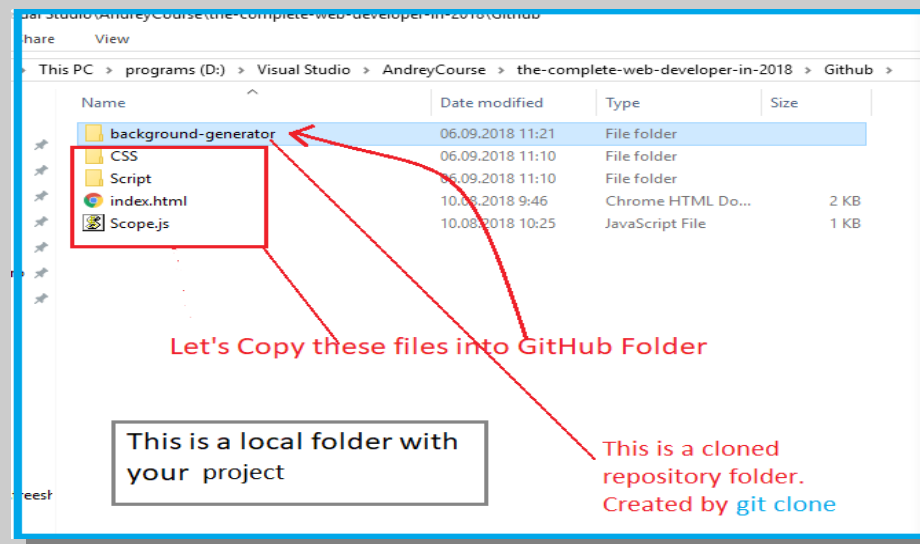 Share View
This PC > programs (D:) > Visual Studio > AndreyCourse > the-complete-web-developer-in-2018 > Github >
Name Date modified Type Size
background-generator 06.09.2018 11:21 File folder
CSS 06.09.2018 11:10 File folder
Script 06.09.2018 11:10 File folder
index.html 10.08.2018 9:46 Chrome HTML Do... 2 KB
Scope.js 10.08.2018 10:25 JavaScript File 1 KB
Let's Copy these files into GitHub Folder
This is a local folder with
your project
This is a cloned
repository folder.
Created by git clone